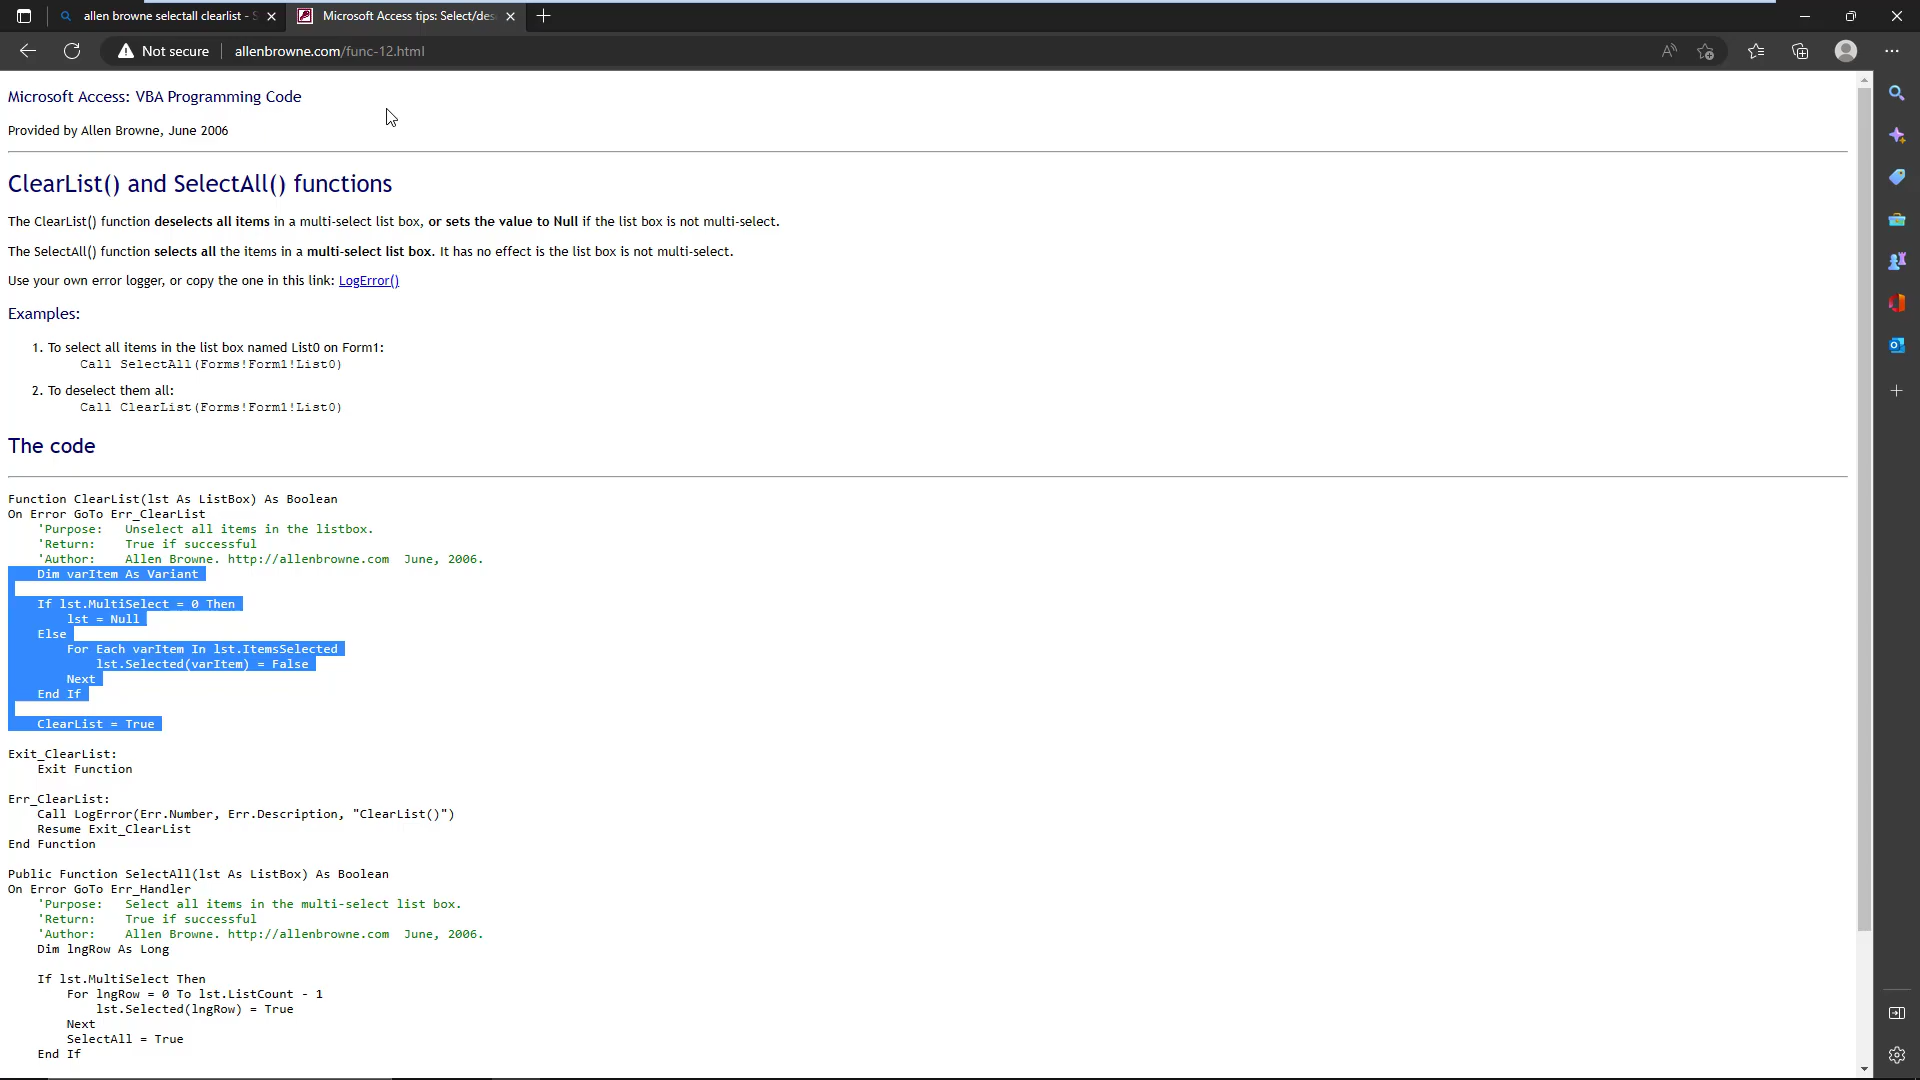 allen browne selectall clearlist - S
Microsoft Access tips: Select/des
Not secure
allenbrowne.com/func-12.html
Microsoft Access: VBA Programming Code
Provided by Allen Browne, June 2006
ClearList() and SelectAll() functions
The ClearList() function deselects all items in a multi-select list box, or sets the value to Null if the list box is not multi-select.
The SelectAll() function selects all the items in a multi-select list box. It has no effect is the list box is not multi-select.
Use your own error logger, or copy the one in this link: LogError()
Examples:
1. To select all items in the list box named List0 on Form1:
Call SelectAll(Forms!Form1!List0)
2. To deselect them all:
Call ClearList(Forms!Form1!List0)
The code
Function ClearList(lst As ListBox) As Boolean
On Error GoTo Err_ClearList
'Purpose:   Unselect all items in the listbox.
'Return:    True if successful
'Author:    Allen Browne. http://allenbrowne.com  June, 2006.
Dim varItem As Variant
If lst.MultiSelect = 0 Then
lst = Null
Else
For Each varItem In lst.ItemsSelected
lst.Selected(varItem) = False
Next
End If
ClearList = True
Exit_ClearList:
Exit Function
Err_ClearList:
Call LogError(Err.Number, Err.Description, "ClearList()")
Resume Exit_ClearList
End Function
Public Function SelectAll(lst As ListBox) As Boolean
On Error GoTo Err_Handler
'Purpose:   Select all items in the multi-select list box.
'Return:    True if successful
'Author:    Allen Browne. http://allenbrowne.com  June, 2006.
Dim lngRow As Long
If lst.MultiSelect Then
For lngRow = 0 To lst.ListCount - 1
lst.Selected(lngRow) = True
Next
SelectAll = True
End If